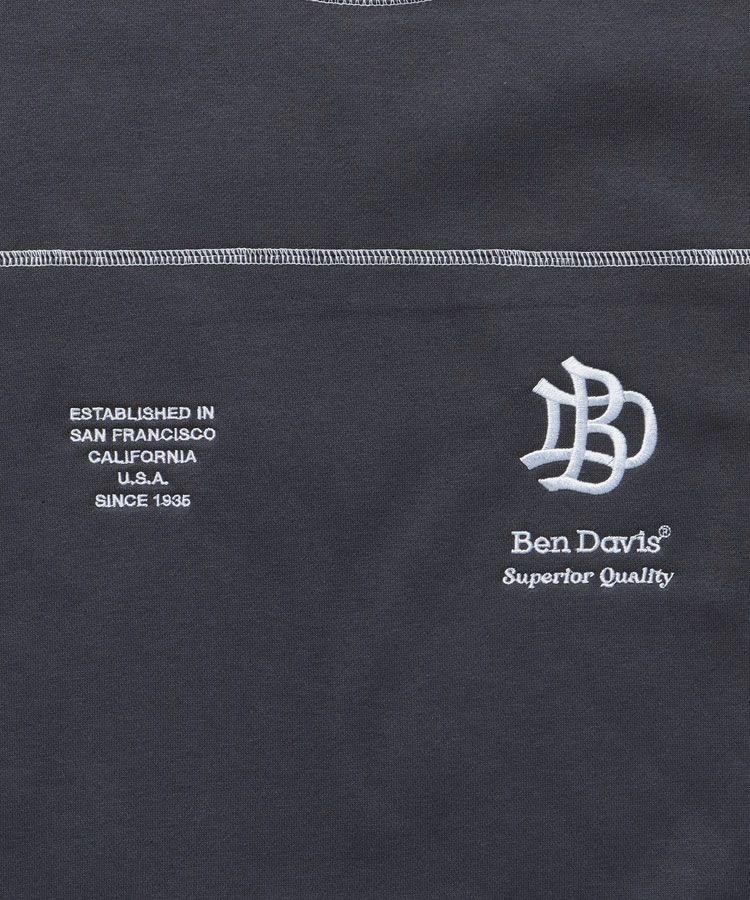 ESTABLISHED IN
SAN FRANCISCO
CALIFORNIA
U.S.A.
SINCE 1935
BD
Ben Davis®
Superior Quality